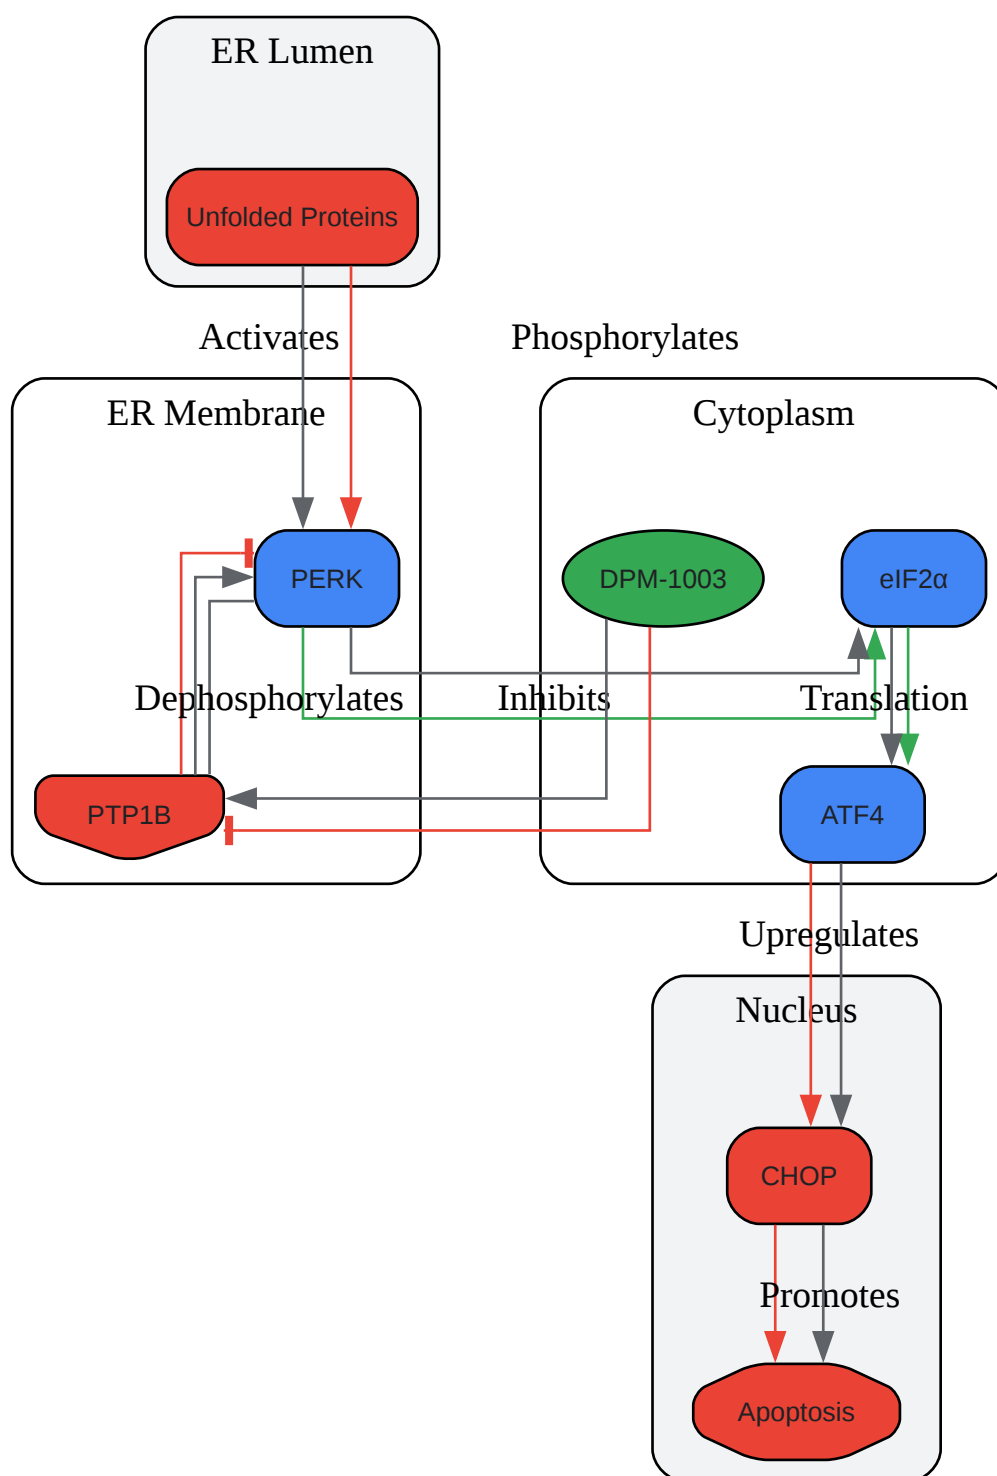 ER Lumen
Unfolded Proteins
Activates
Phosphorylates
ER Membrane
Cytoplasm
PERK
DPM-1003
eIF2α
Dephosphorylates
Inhibits
Translation
PTP1B
ATF4
Upregulates
Nucleus
CHOP
Promotes
Apoptosis